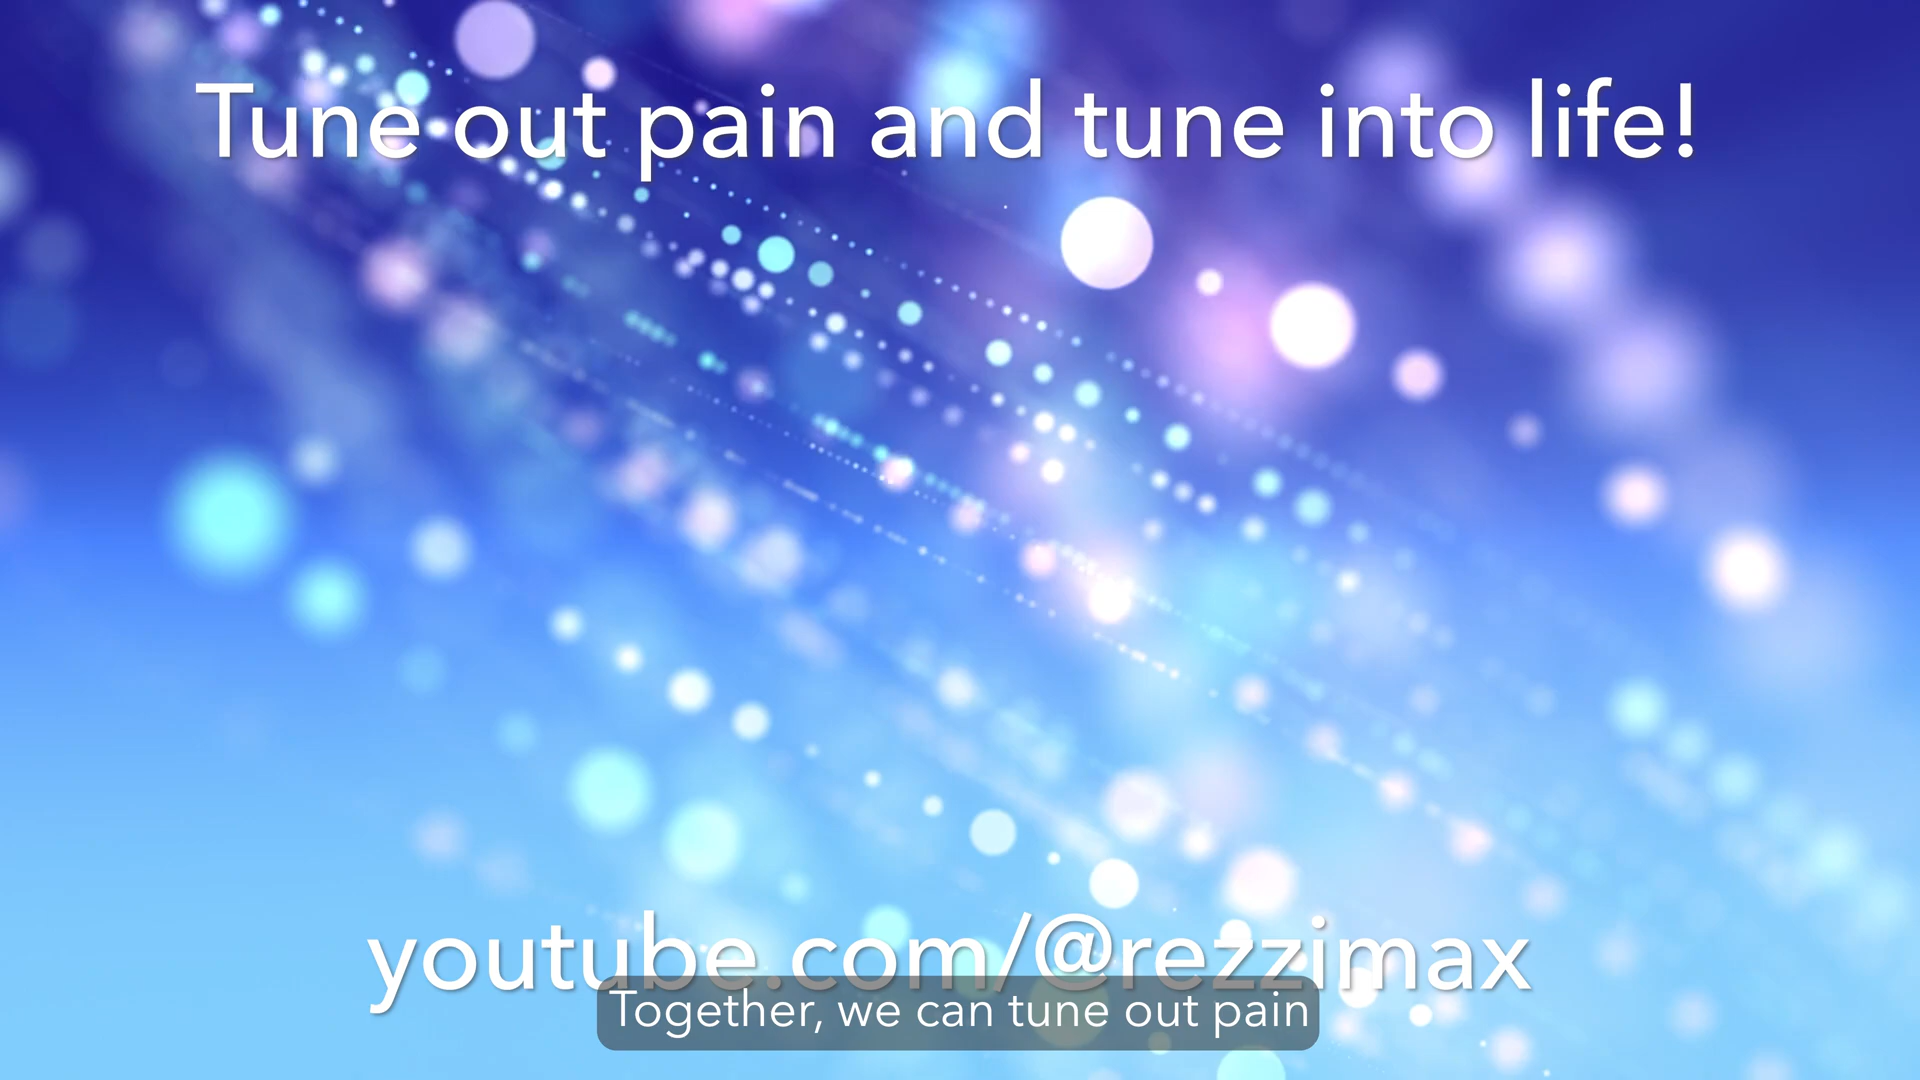 Tune out pain and tune into life!
youtube.com/@rezzimax
Together, we can tune out pain